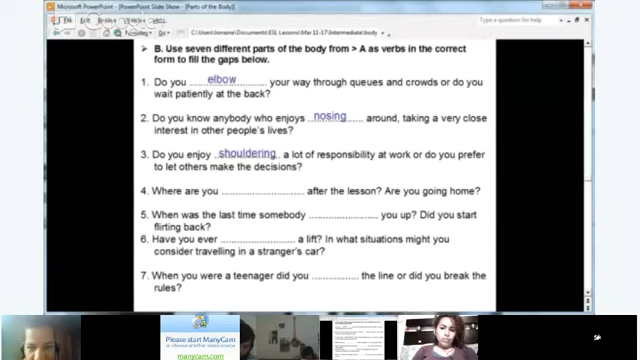 Microsoft PowerPoint Slide Show - [Parts of the Body]
Type a question for help
➤ B. Use seven different parts of the body from > A as verbs in the correct
form to fill the gaps below.
1. Do you ....elbow.... your way through queues and crowds or do you
wait patiently at the back?
2. Do you know anybody who enjoys ..nosing...... around, taking a very close
interest in other people's lives?
3. Do you enjoy ..shouldering.. a lot of responsibility at work or do you prefer
to let others make the decisions?
4. Where are you ........................... after the lesson? Are you going home?
5. When was the last time somebody ...................... you up? Did you start
flirting back?
6. Have you ever ........................ a lift? In what situations might you
consider travelling in a stranger's car?
7. When you were a teenager did you ............... the line or did you break the
rules?
Please start ManyCam
manycam.com